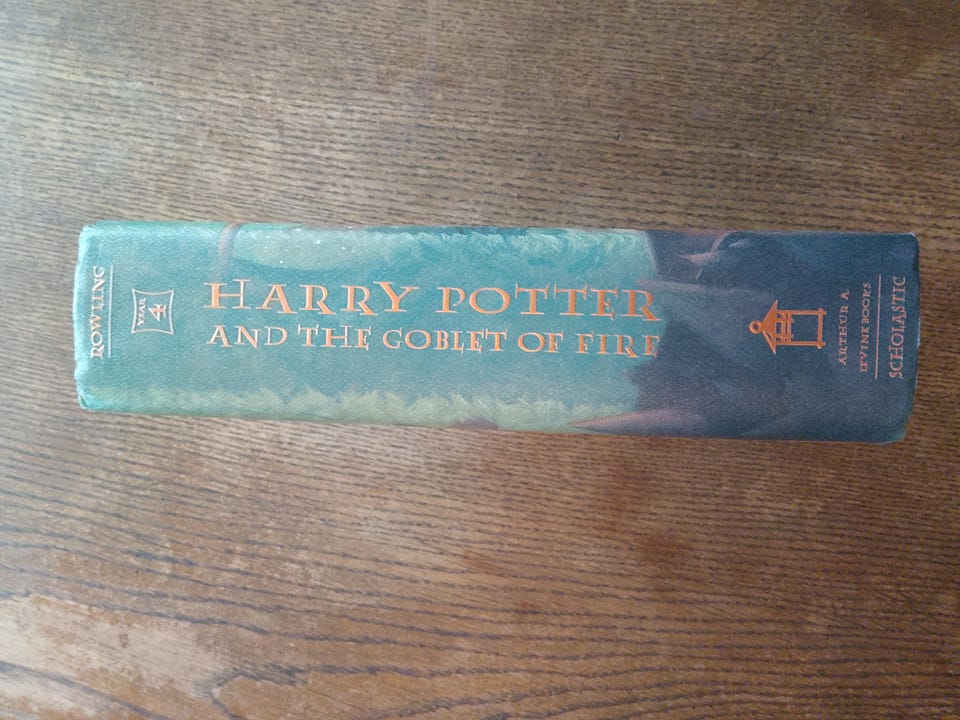 ROWLING
YEAR
4
HARRY POTTER
AND THE GOBLET OF FIRE
ARTHUR A.
LEVINE BOOKS
SCHOLASTIC